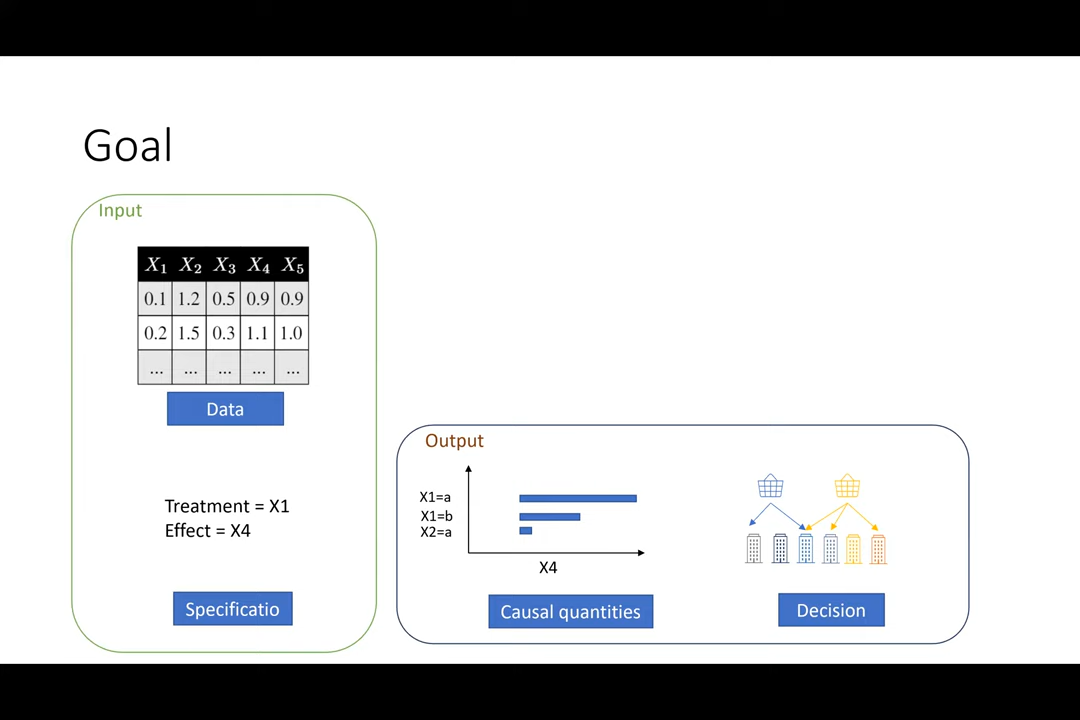 Goal
Input
X1 X2 X3 X4 X5
0.1 1.2 0.5 0.9 0.9
0.2 1.5 0.3 1.1 1.0
... ... ... ... ...
Data
Treatment = X1
Effect = X4
Specificatio
Output
X1=a
X1=b
X2=a
X4
Causal quantities
Decision